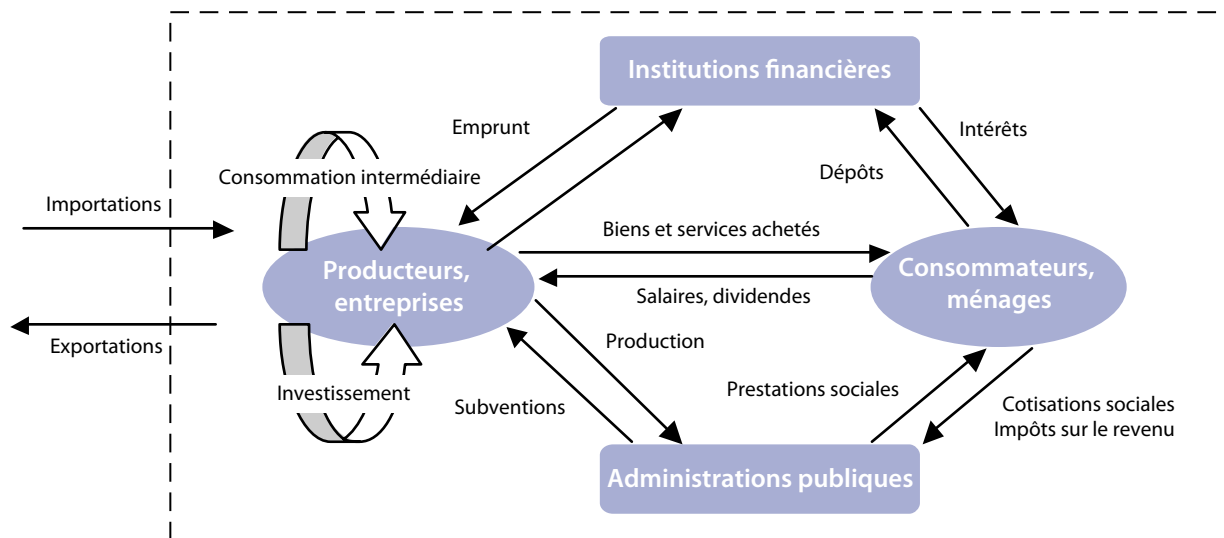 Institutions financières
Emprunt
Intérêts
Dépôts
Consommation intermédiaire
Importations
Biens et services achetés
Producteurs,
entreprises
Consommateurs,
ménages
Salaires, dividendes
Exportations
Production
Investissement
Subventions
Prestations sociales
Cotisations sociales
Impôts sur le revenu
Administrations publiques